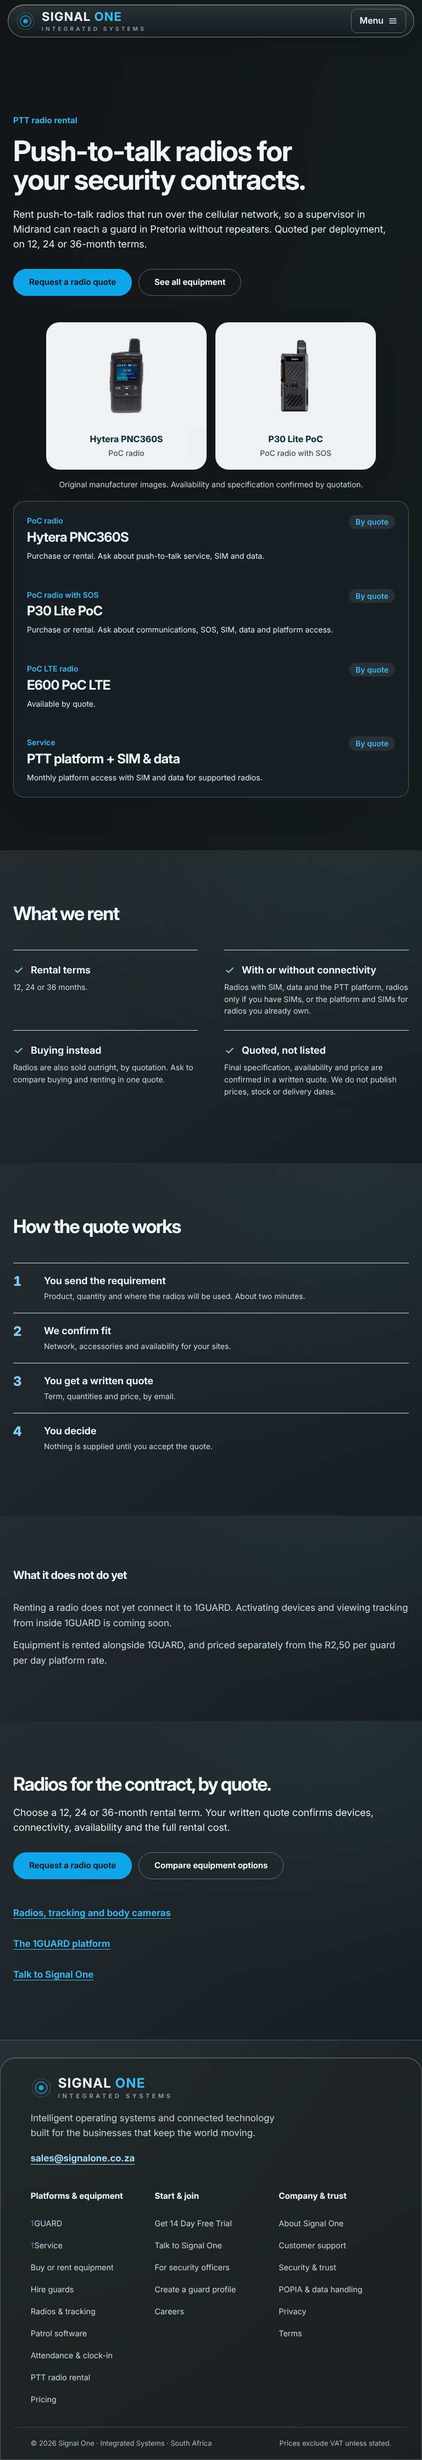 SIGNAL ONE
INTEGRATED SYSTEMS
Menu
PTT radio rental
Push-to-talk radios for
your security contracts.
Rent push-to-talk radios that run over the cellular network, so a supervisor in
Midrand can reach a guard in Pretoria without repeaters. Quoted per deployment,
on 12, 24 or 36-month terms.
Request a radio quote
See all equipment
Hytera PNC360S
PoC radio
P30 Lite PoC
PoC radio with SOS
Original manufacturer images. Availability and specification confirmed by quotation.
PoC radio
By quote
Hytera PNC360S
Purchase or rental. Ask about push-to-talk service, SIM and data.
PoC radio with SOS
By quote
P30 Lite PoC
Purchase or rental. Ask about communications, SOS, SIM, data and platform access.
PoC LTE radio
By quote
E600 PoC LTE
Available by quote.
Service
By quote
PTT platform + SIM & data
Monthly platform access with SIM and data for supported radios.
What we rent
Rental terms
12, 24 or 36 months.
With or without connectivity
Radios with SIM, data and the PTT platform, radios
only if you have SIMs, or the platform and SIMs for
radios you already own.
Buying instead
Radios are also sold outright, by quotation. Ask to
compare buying and renting in one quote.
Quoted, not listed
Final specification, availability and price are
confirmed in a written quote. We do not publish
prices, stock or delivery dates.
How the quote works
1
You send the requirement
Product, quantity and where the radios will be used. About two minutes.
2
We confirm fit
Network, accessories and availability for your sites.
3
You get a written quote
Term, quantities and price, by email.
4
You decide
Nothing is supplied until you accept the quote.
What it does not do yet
Renting a radio does not yet connect it to 1GUARD. Activating devices and viewing tracking
from inside 1GUARD is coming soon.
Equipment is rented alongside 1GUARD, and priced separately from the R2,50 per guard
per day platform rate.
Radios for the contract, by quote.
Choose a 12, 24 or 36-month rental term. Your written quote confirms devices,
connectivity, availability and the full rental cost.
Request a radio quote
Compare equipment options
Radios, tracking and body cameras
The 1GUARD platform
Talk to Signal One
SIGNAL ONE
INTEGRATED SYSTEMS
Intelligent operating systems and connected technology
built for the businesses that keep the world moving.
sales@signalone.co.za
Platforms & equipment
1GUARD
1Service
Buy or rent equipment
Hire guards
Radios & tracking
Patrol software
Attendance & clock-in
PTT radio rental
Pricing
Start & join
Get 14 Day Free Trial
Talk to Signal One
For security officers
Create a guard profile
Careers
Company & trust
About Signal One
Customer support
Security & trust
POPIA & data handling
Privacy
Terms
© 2026 Signal One · Integrated Systems · South Africa
Prices exclude VAT unless stated.